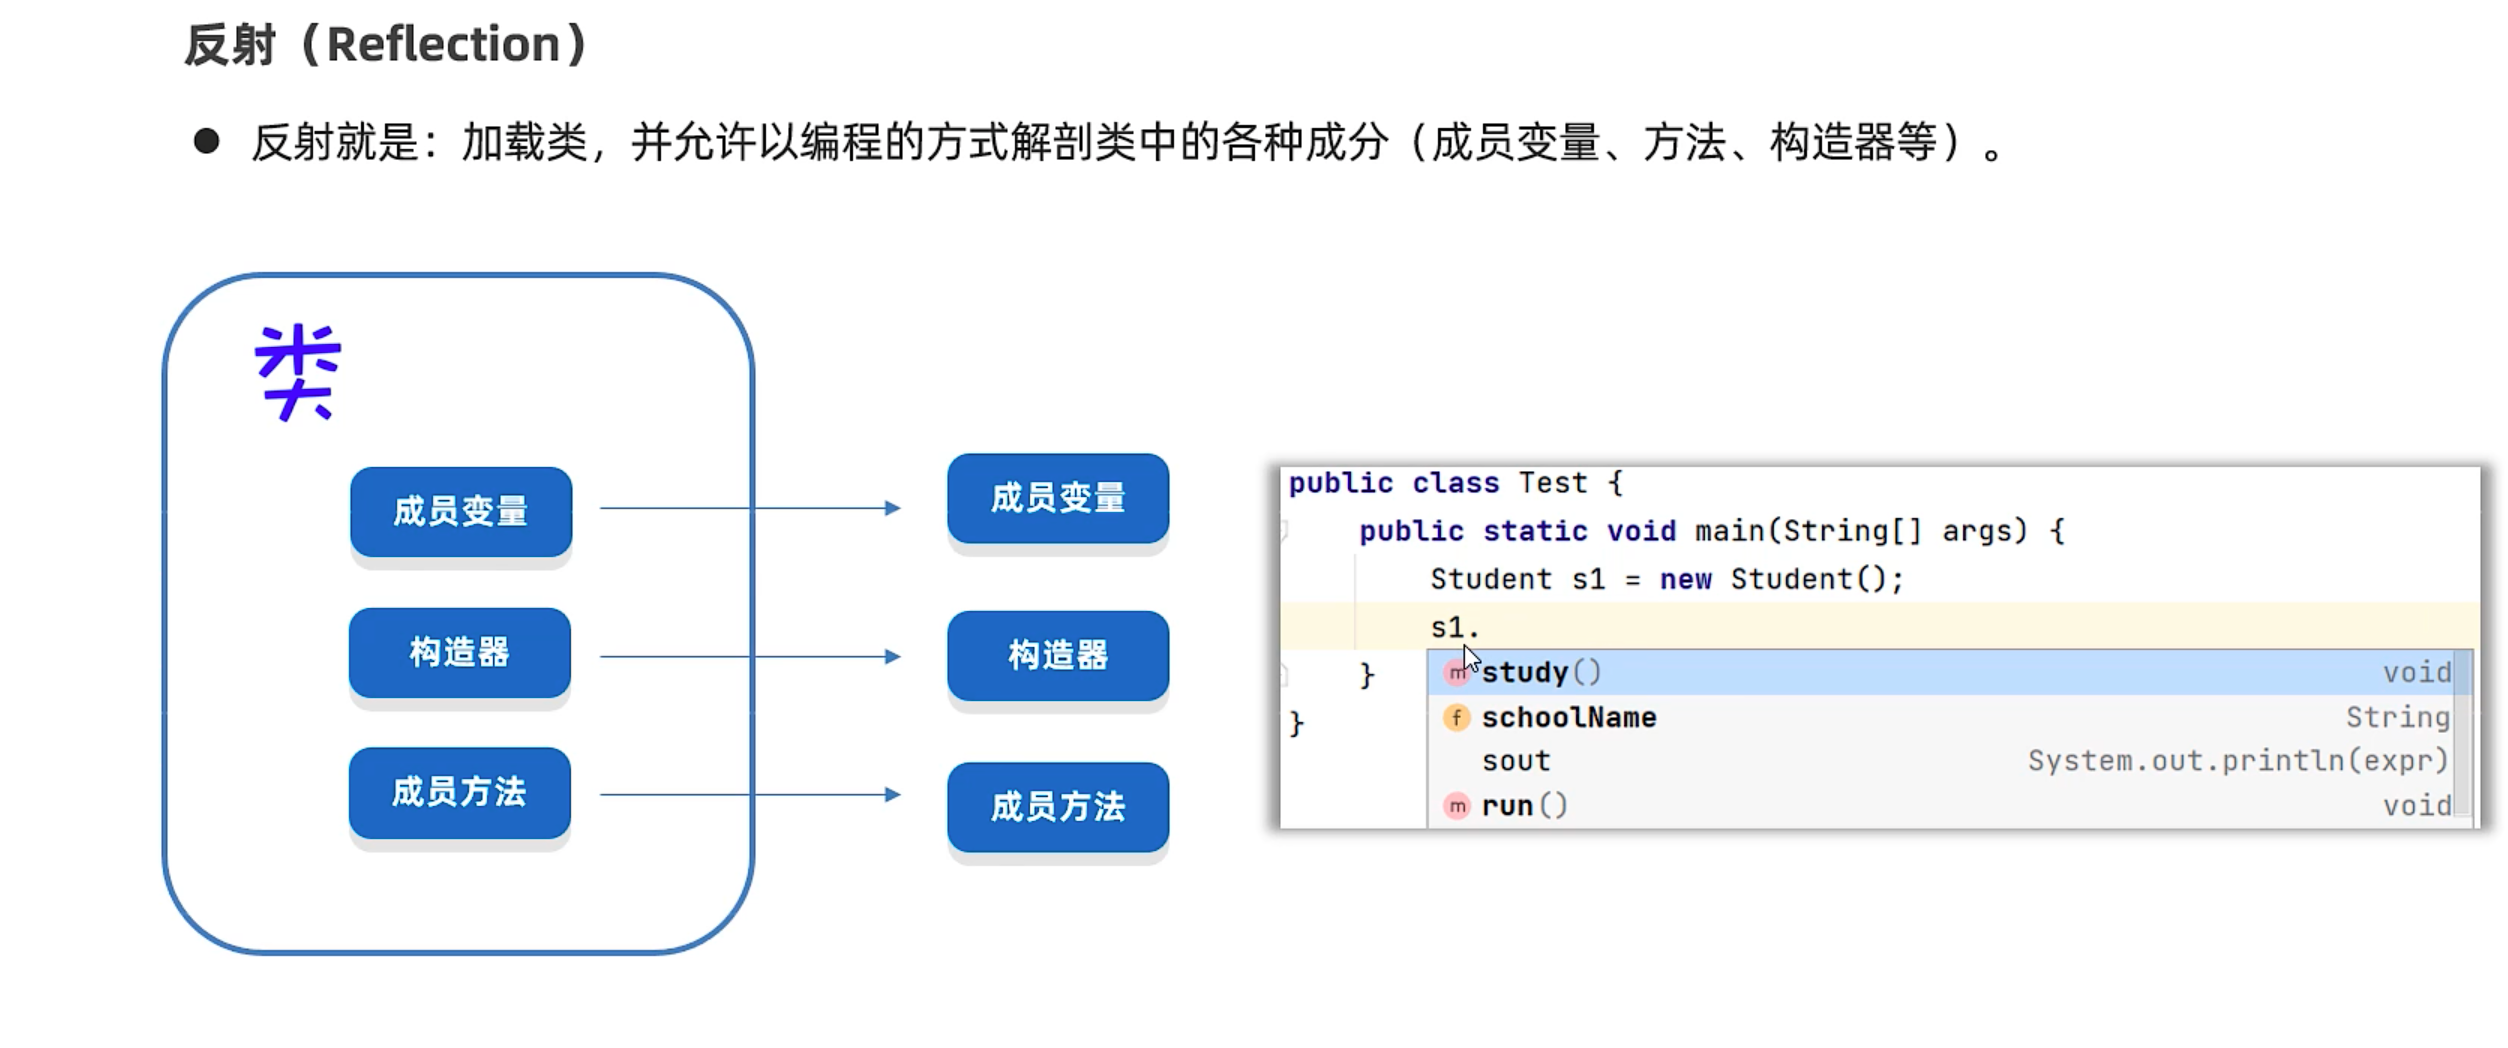 反射（Reflection）
● 反射就是：加载类，并允许以编程的方式解剖类中的各种成分（成员变量、方法、构造器等）。
类
成员变量
构造器
成员方法
成员变量
构造器
成员方法
public class Test {
public static void main(String[] args) {
Student s1 = new Student();
s1.
}
}
m study() void
f schoolName String
sout System.out.println(expr)
m run() void